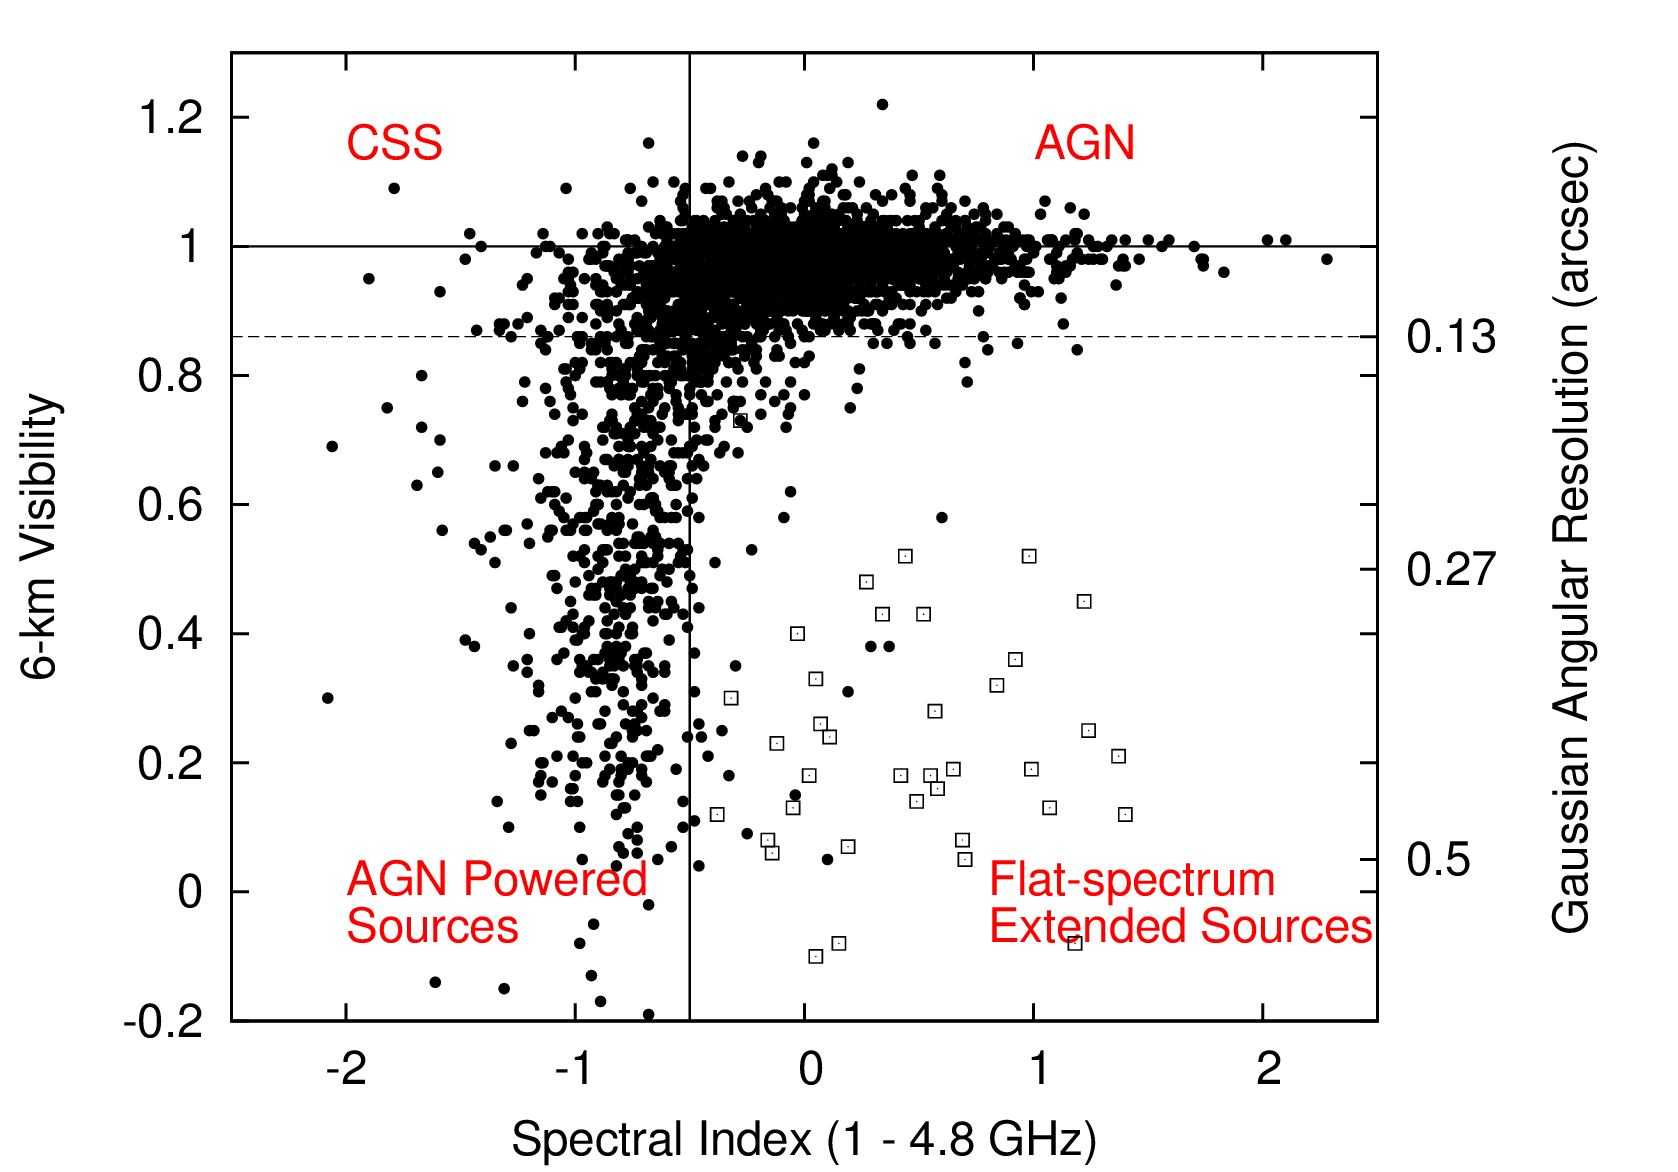 CSS
AGN
1.2
1
0.8
0.6
0.4
0.2
0
-0.2
6-km Visibility
0.13
0.27
0.5
Gaussian Angular Resolution (arcsec)
AGN Powered
Sources
Flat-spectrum
Extended Sources
-2
-1
0
1
2
Spectral Index (1 - 4.8 GHz)